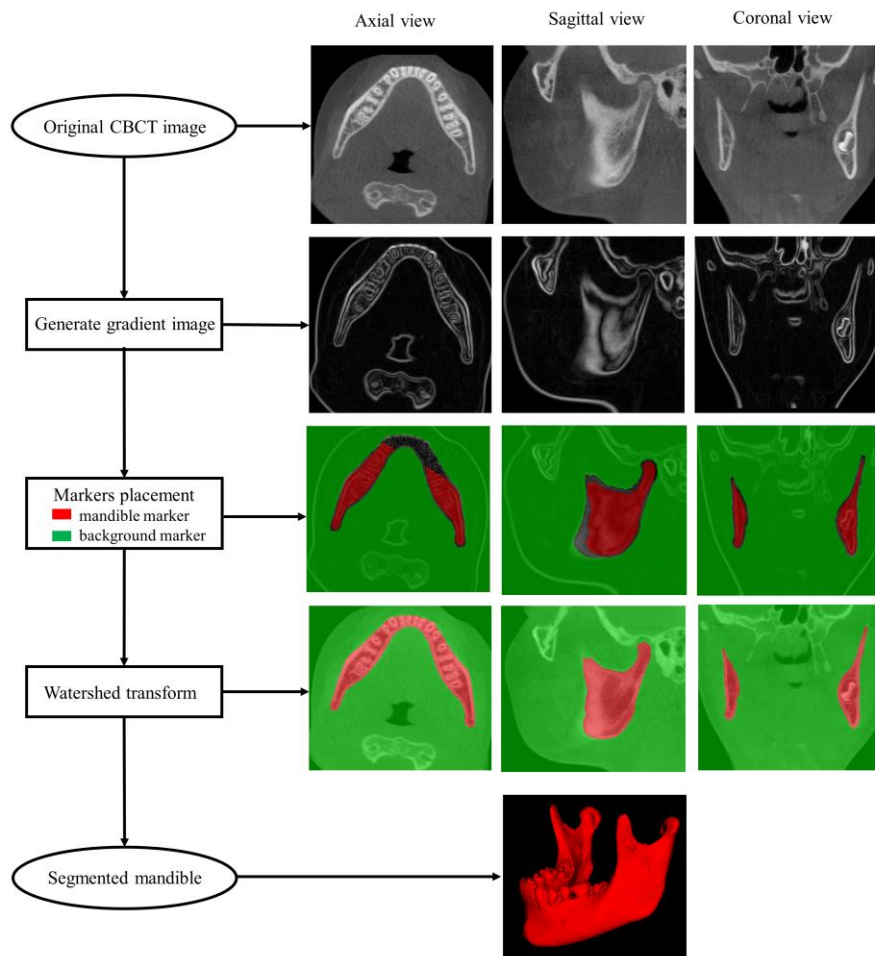 Axial view
Sagittal view
Coronal view
Original CBCT image
Generate gradient image
Markers placement
mandible marker
background marker
Watershed transform
Segmented mandible